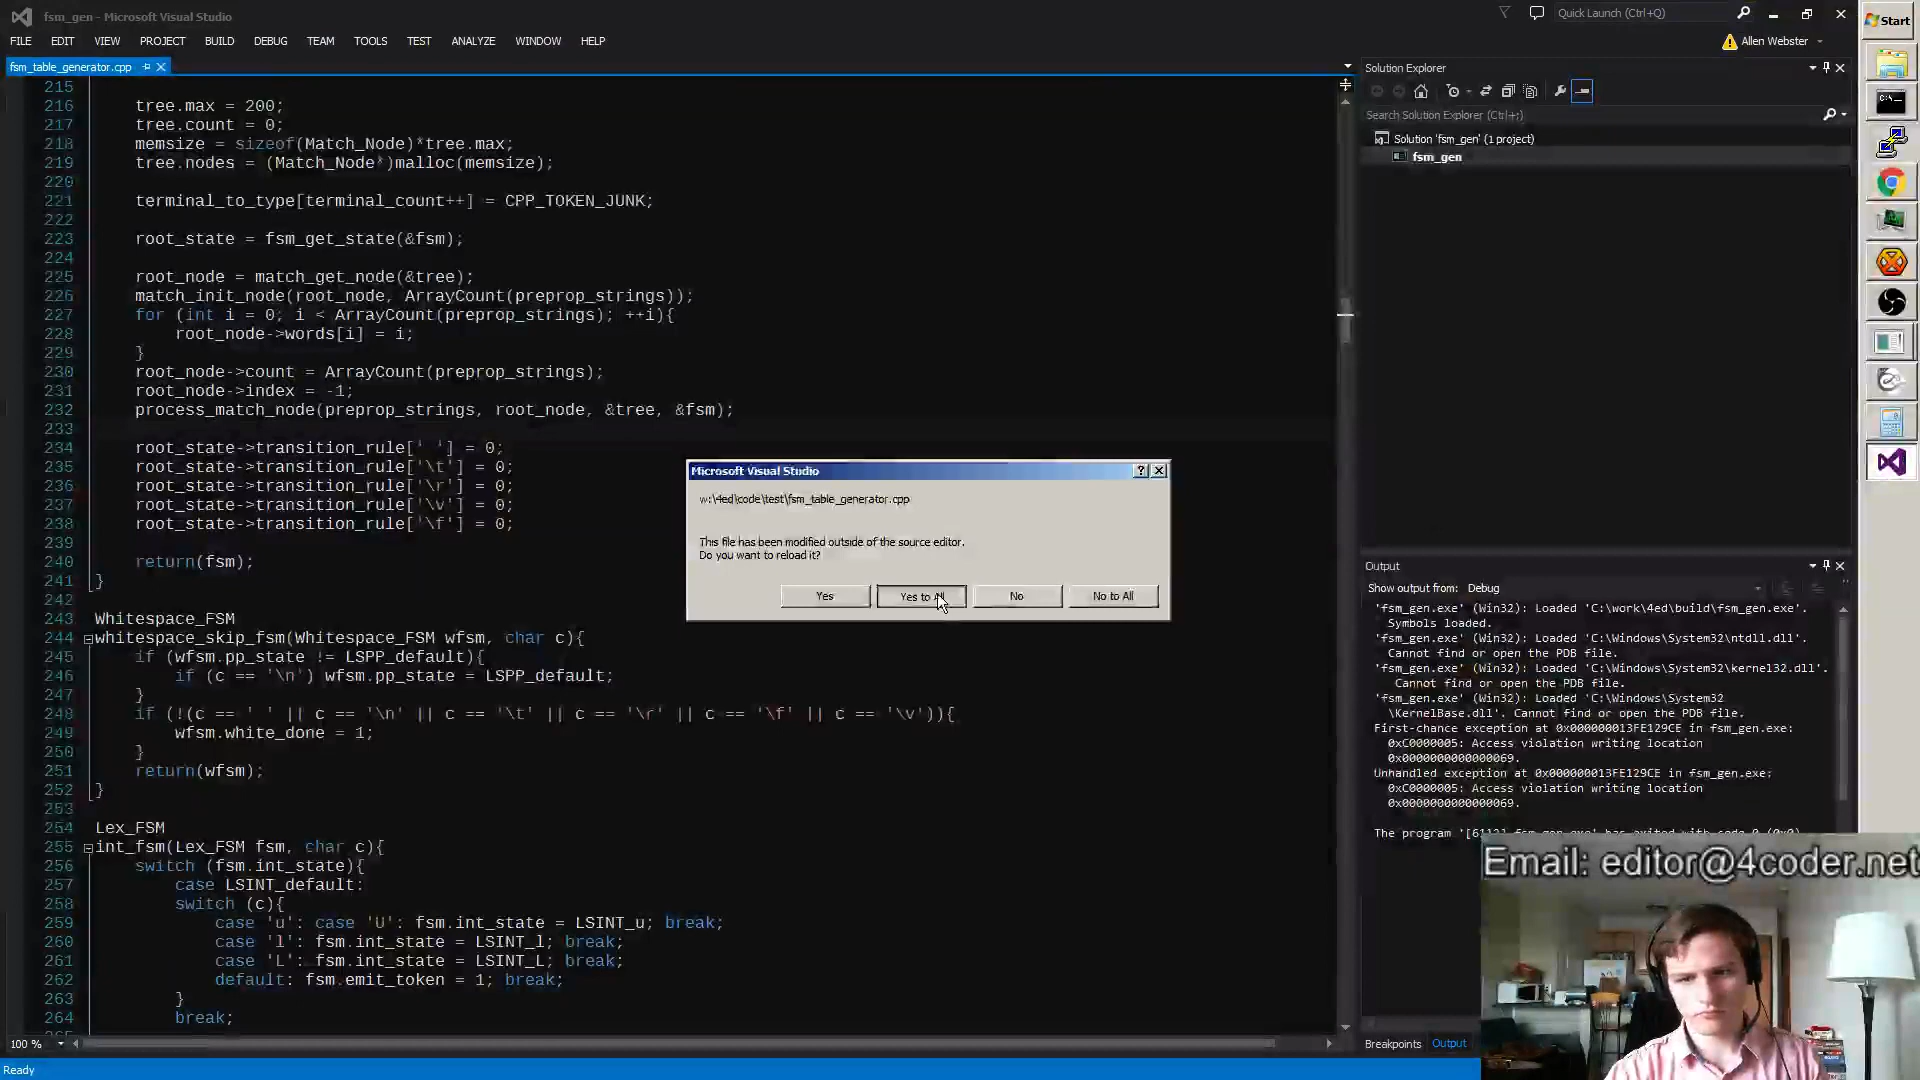 fsm_gen - Microsoft Visual Studio
Quick Launch (Ctrl+Q)
Start
FILE EDIT VIEW PROJECT BUILD DEBUG TEAM TOOLS TEST ANALYZE WINDOW HELP
Allen Webster
fsm_table_generator.cpp
215
216 tree.max = 200;
217 tree.count = 0;
218 memsize = sizeof(Match_Node)*tree.max;
219 tree.nodes = (Match_Node*)malloc(memsize);
220
221 terminal_to_type[terminal_count++] = CPP_TOKEN_JUNK;
222
223 root_state = fsm_get_state(&fsm);
224
225 root_node = match_get_node(&tree);
226 match_init_node(root_node, ArrayCount(preprop_strings));
227 for (int i = 0; i < ArrayCount(preprop_strings); ++i){
228 root_node->words[i] = i;
229 }
230 root_node->count = ArrayCount(preprop_strings);
231 root_node->index = -1;
232 process_match_node(preprop_strings, root_node, &tree, &fsm);
233
234 root_state->transition_rule[' '] = 0;
235 root_state->transition_rule['\t'] = 0;
236 root_state->transition_rule['\r'] = 0;
237 root_state->transition_rule['\v'] = 0;
238 root_state->transition_rule['\f'] = 0;
239
240 return(fsm);
241 }
242
243 Whitespace_FSM
244 whitespace_skip_fsm(Whitespace_FSM wfsm, char c){
245 if (wfsm.pp_state != LSPP_default){
246 if (c == '\n') wfsm.pp_state = LSPP_default;
247 }
248 if (!(c == ' ' || c == '\n' || c == '\t' || c == '\r' || c == '\f' || c == '\v')){
249 wfsm.white_done = 1;
250 }
251 return(wfsm);
252 }
253
254 Lex_FSM
255 int_fsm(Lex_FSM fsm, char c){
256 switch (fsm.int_state){
257 case LSINT_default:
258 switch (c){
259 case 'u': case 'U': fsm.int_state = LSINT_u; break;
260 case 'l': fsm.int_state = LSINT_l; break;
261 case 'L': fsm.int_state = LSINT_L; break;
262 default: fsm.emit_token = 1; break;
263 }
264 break;
100 %
Ready
Microsoft Visual Studio
w:\4ed\code\test\fsm_table_generator.cpp
This file has been modified outside of the source editor.
Do you want to reload it?
Yes Yes to All No No to All
Solution Explorer
Search Solution Explorer (Ctrl+;)
Solution 'fsm_gen' (1 project)
fsm_gen
Output
Show output from: Debug
'fsm_gen.exe' (Win32): Loaded 'C:\work\4ed\build\fsm_gen.exe'.
Symbols loaded.
'fsm_gen.exe' (Win32): Loaded 'C:\Windows\System32\ntdll.dll'.
Cannot find or open the PDB file.
'fsm_gen.exe' (Win32): Loaded 'C:\Windows\System32\kernel32.dll'.
Cannot find or open the PDB file.
'fsm_gen.exe' (Win32): Loaded 'C:\Windows\System32
\KernelBase.dll'. Cannot find or open the PDB file.
First-chance exception at 0x000000013FE129CE in fsm_gen.exe:
0xC0000005: Access violation writing location
0x0000000000000069.
Unhandled exception at 0x000000013FE129CE in fsm_gen.exe:
0xC0000005: Access violation writing location
0x0000000000000069.
The program '[6112] fsm_gen.exe' has exited with code 0 (0x0).
Email: editor@4coder.net
Breakpoints Output